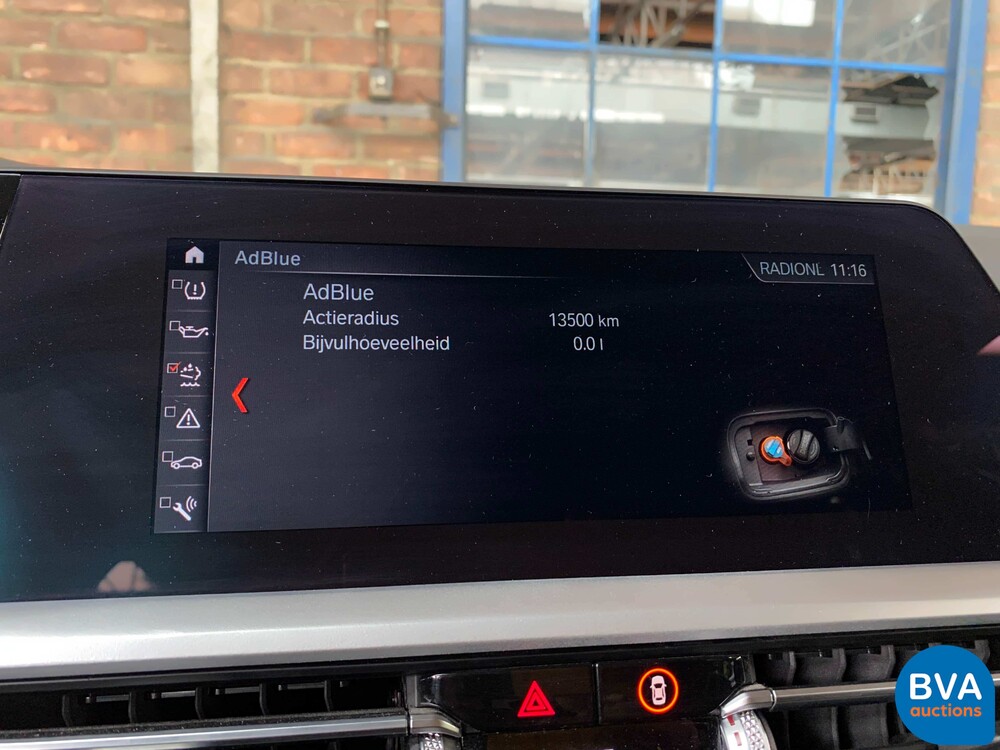 AdBlue
RADIONL 11:16
AdBlue
Actieradius 13500 km
Bijvulhoeveelheid 0.0 l
BVA
auctions